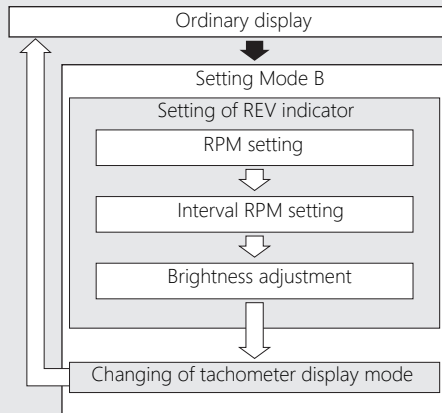 Ordinary display
Setting Mode B
Setting of REV indicator
RPM setting
Interval RPM setting
Brightness adjustment
Changing of tachometer display mode